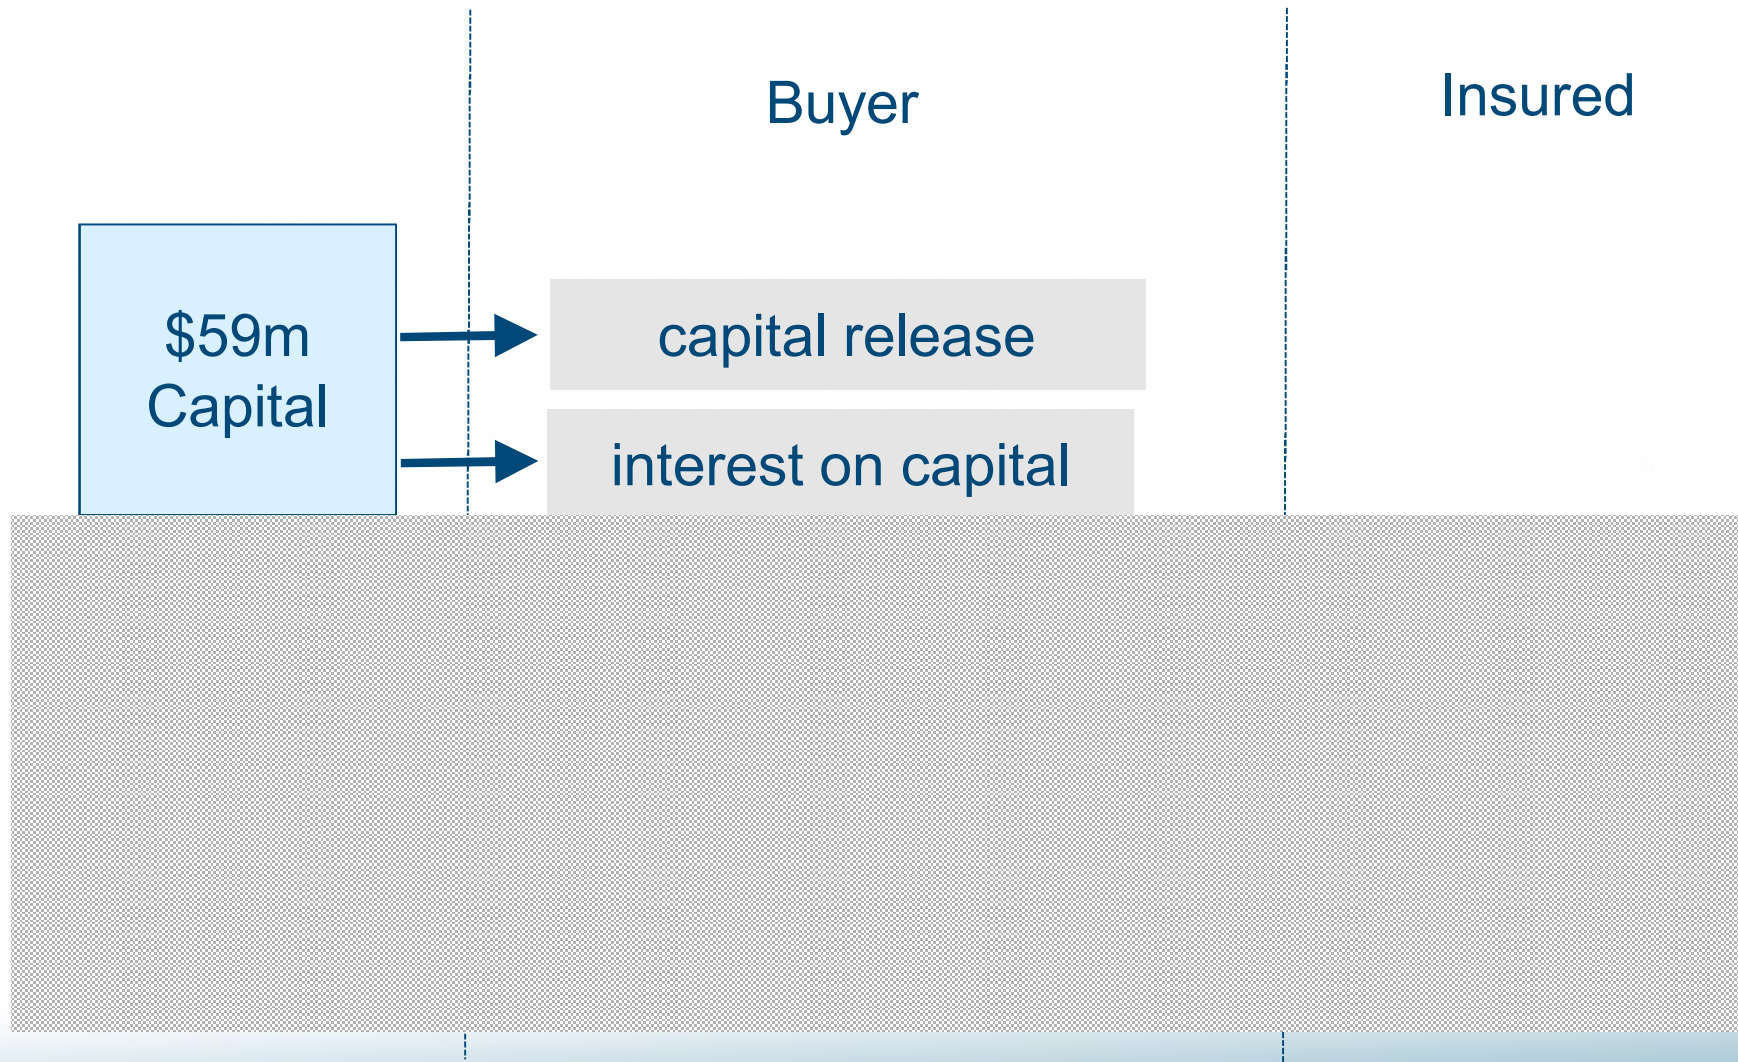 Buyer
Insured
$59m
Capital
capital release
interest on capital